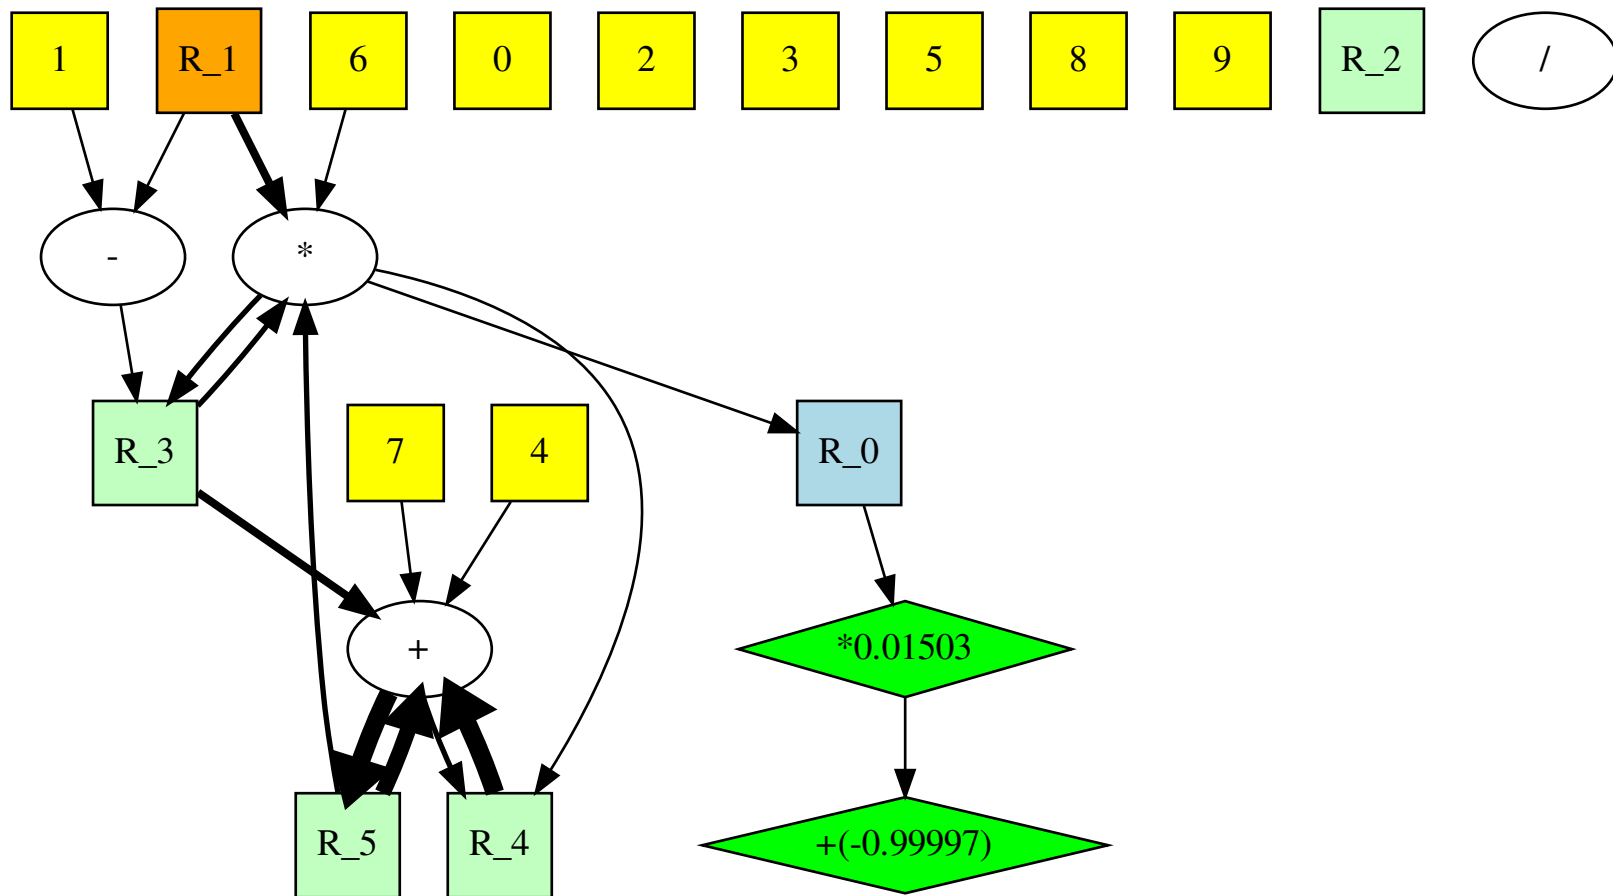 1 R_1 6 0 2 3 5 8 9 R_2 /
- *
R_3 7 4 R_0
+ *0.01503
R_5 R_4 +(-0.99997)